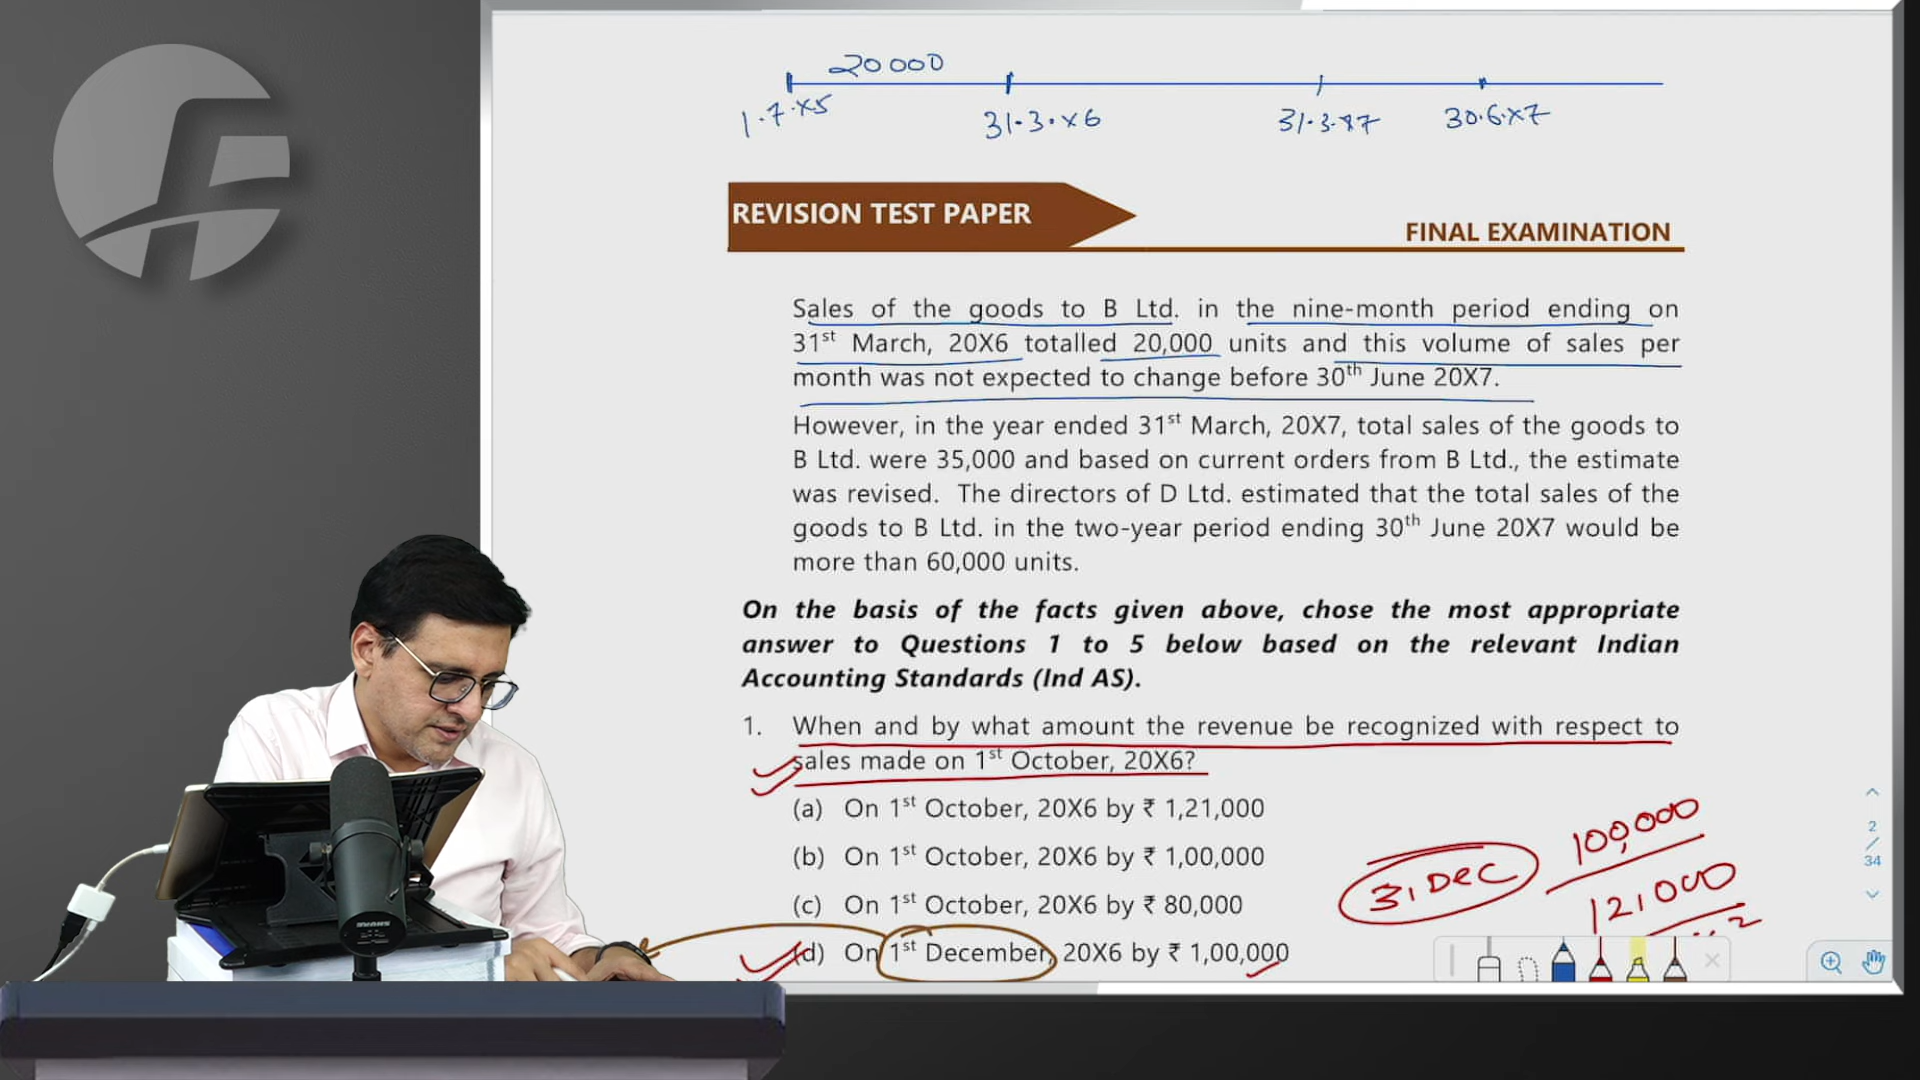 20000
1.7.x5 31.3.x6 31.3.x7 30.6.x7
REVISION TEST PAPER
FINAL EXAMINATION
Sales of the goods to B Ltd. in the nine-month period ending on
31st March, 20X6 totalled 20,000 units and this volume of sales per
month was not expected to change before 30th June 20X7.
However, in the year ended 31st March, 20X7, total sales of the goods to
B Ltd. were 35,000 and based on current orders from B Ltd., the estimate
was revised. The directors of D Ltd. estimated that the total sales of the
goods to B Ltd. in the two-year period ending 30th June 20X7 would be
more than 60,000 units.
On the basis of the facts given above, chose the most appropriate
answer to Questions 1 to 5 below based on the relevant Indian
Accounting Standards (Ind AS).
1. When and by what amount the revenue be recognized with respect to
sales made on 1st October, 20X6?
(a) On 1st October, 20X6 by ₹ 1,21,000
(b) On 1st October, 20X6 by ₹ 1,00,000
(c) On 1st October, 20X6 by ₹ 80,000
(d) On 1st December, 20X6 by ₹ 1,00,000
31 Dec
100,000
121000
2
34